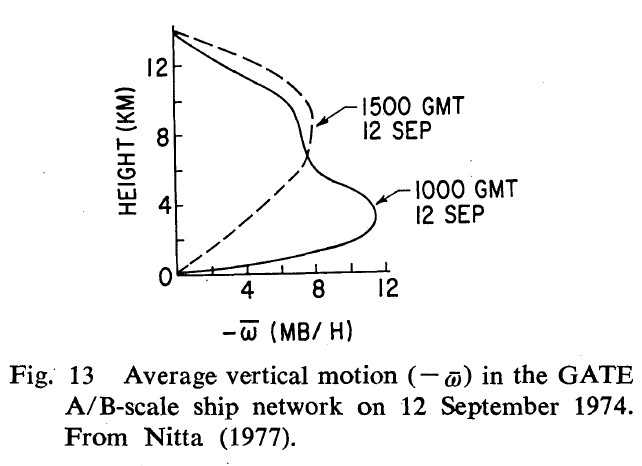 12
8
4
0
HEIGHT (KM)
1500 GMT
12 SEP
1000 GMT
12 SEP
4 8 12
-ω̅ (MB/H)
Fig. 13 Average vertical motion (−ω̄) in the GATE
A/B-scale ship network on 12 September 1974.
From Nitta (1977).